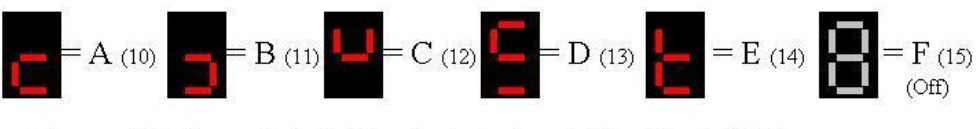 = A (10) = B (11) = C (12) = D (13) = E (14) = F (15)
(Off)